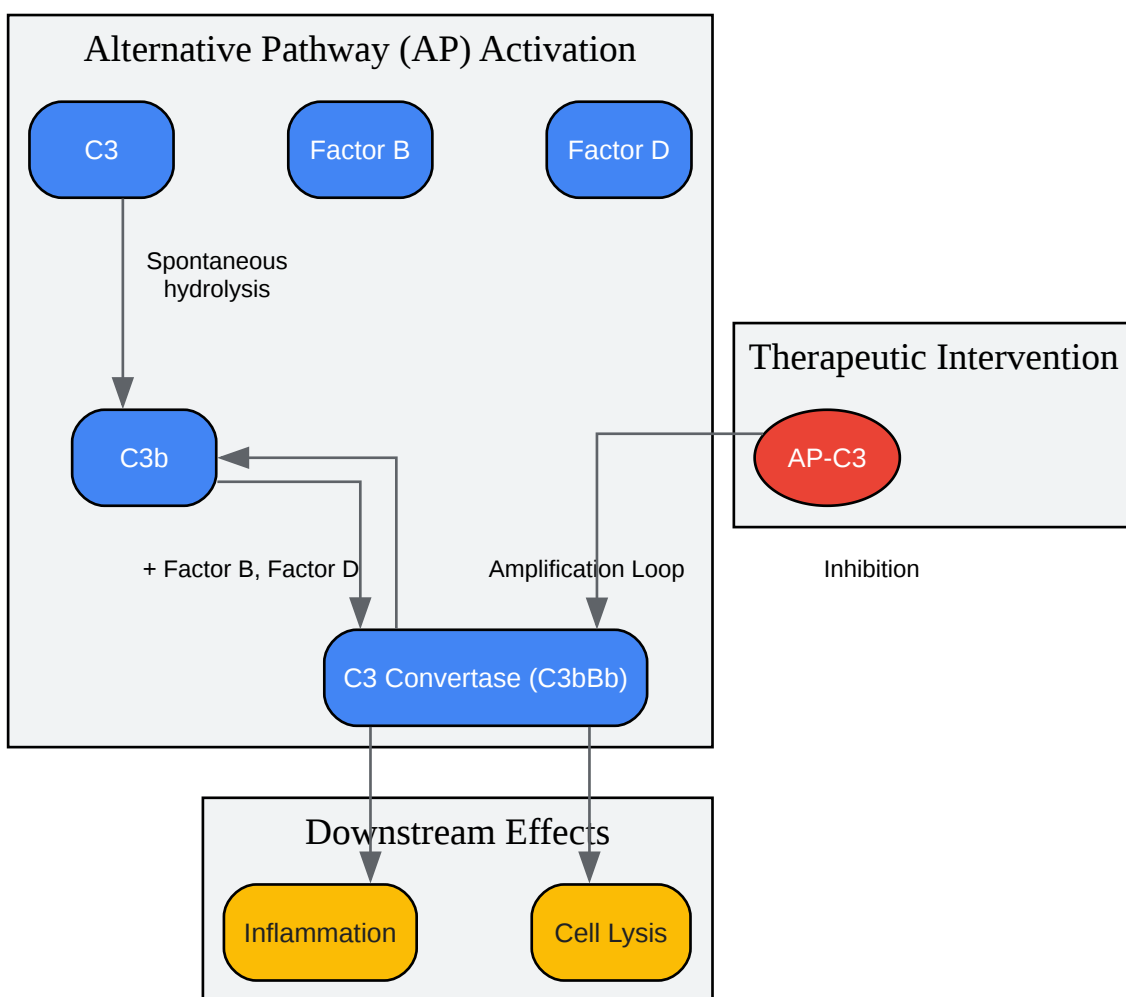 Alternative Pathway (AP) Activation
C3
Factor B
Factor D
Spontaneous
hydrolysis
Therapeutic Intervention
C3b
AP-C3
+ Factor B, Factor D
Amplification Loop
Inhibition
C3 Convertase (C3bBb)
Downstream Effects
Inflammation
Cell Lysis